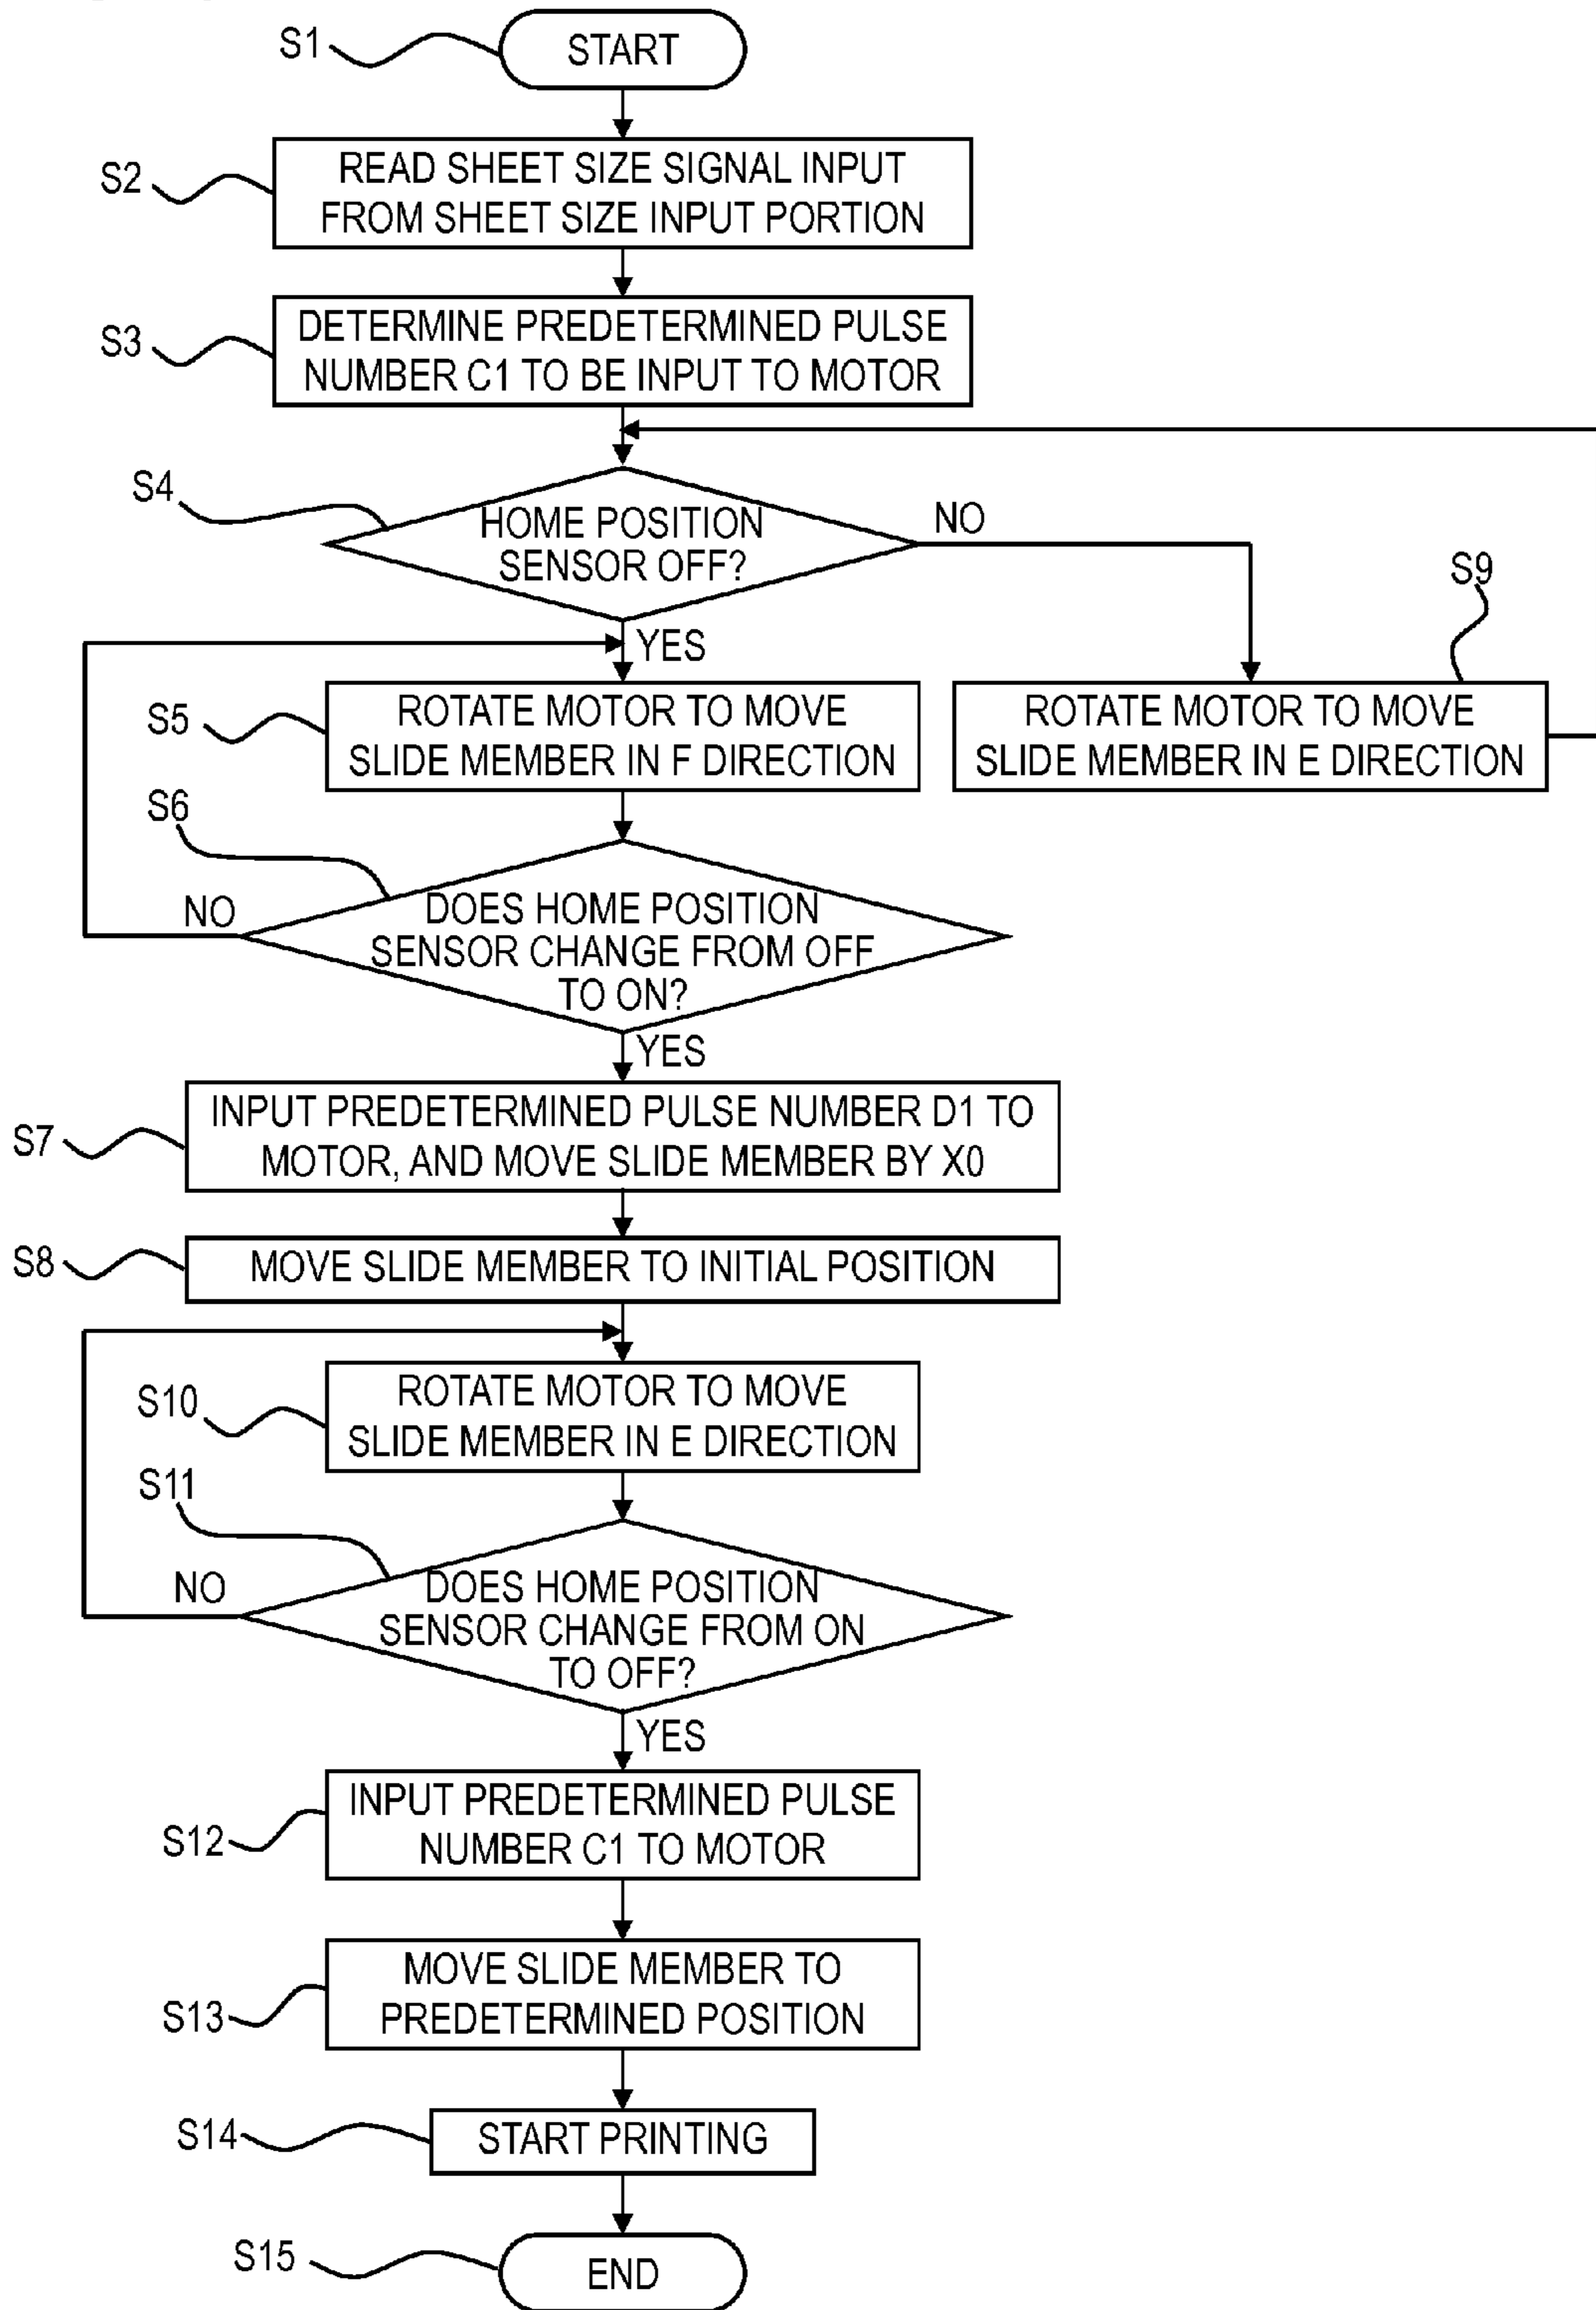 S1
START
S2
READ SHEET SIZE SIGNAL INPUT
FROM SHEET SIZE INPUT PORTION
S3
DETERMINE PREDETERMINED PULSE
NUMBER C1 TO BE INPUT TO MOTOR
S4
HOME POSITION
SENSOR OFF?
NO
YES
S9
S5
ROTATE MOTOR TO MOVE
SLIDE MEMBER IN F DIRECTION
ROTATE MOTOR TO MOVE
SLIDE MEMBER IN E DIRECTION
S6
NO
DOES HOME POSITION
SENSOR CHANGE FROM OFF
TO ON?
YES
S7
INPUT PREDETERMINED PULSE NUMBER D1 TO
MOTOR, AND MOVE SLIDE MEMBER BY X0
S8
MOVE SLIDE MEMBER TO INITIAL POSITION
S10
ROTATE MOTOR TO MOVE
SLIDE MEMBER IN E DIRECTION
S11
NO
DOES HOME POSITION
SENSOR CHANGE FROM ON
TO OFF?
YES
S12
INPUT PREDETERMINED PULSE
NUMBER C1 TO MOTOR
S13
MOVE SLIDE MEMBER TO
PREDETERMINED POSITION
S14
START PRINTING
S15
END